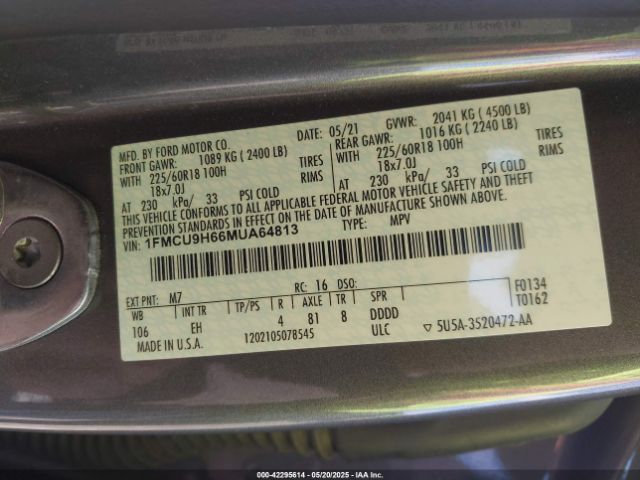 MFD. BY FORD MOTOR CO. DATE: 05/21 GVWR: 2041 KG ( 4500 LB)
FRONT GAWR: 1089 KG ( 2400 LB) REAR GAWR: 1016 KG ( 2240 LB)
WITH 225/60R18 100H TIRES WITH 225/60R18 100H TIRES
18x7.0J RIMS 18x7.0J RIMS
AT 230 kPa/ 33 PSI COLD AT 230 kPa/ 33 PSI COLD
THIS VEHICLE CONFORMS TO ALL APPLICABLE FEDERAL MOTOR VEHICLE SAFETY AND THEFT
PREVENTION STANDARDS IN EFFECT ON THE DATE OF MANUFACTURE SHOWN ABOVE.
VIN: 1FMCU9H66MUA64813 TYPE: MPV
EXT PNT: M7 RC: 16 DSO: F0134
WB INT TR TP/PS R AXLE TR SPR T0162
106 EH 4 81 8 DDDD
MADE IN U.S.A. 1202105078545 ULC ▽ 5U5A-3520472-AA
000-42295614 | 05/20/2025 - IAAI.com